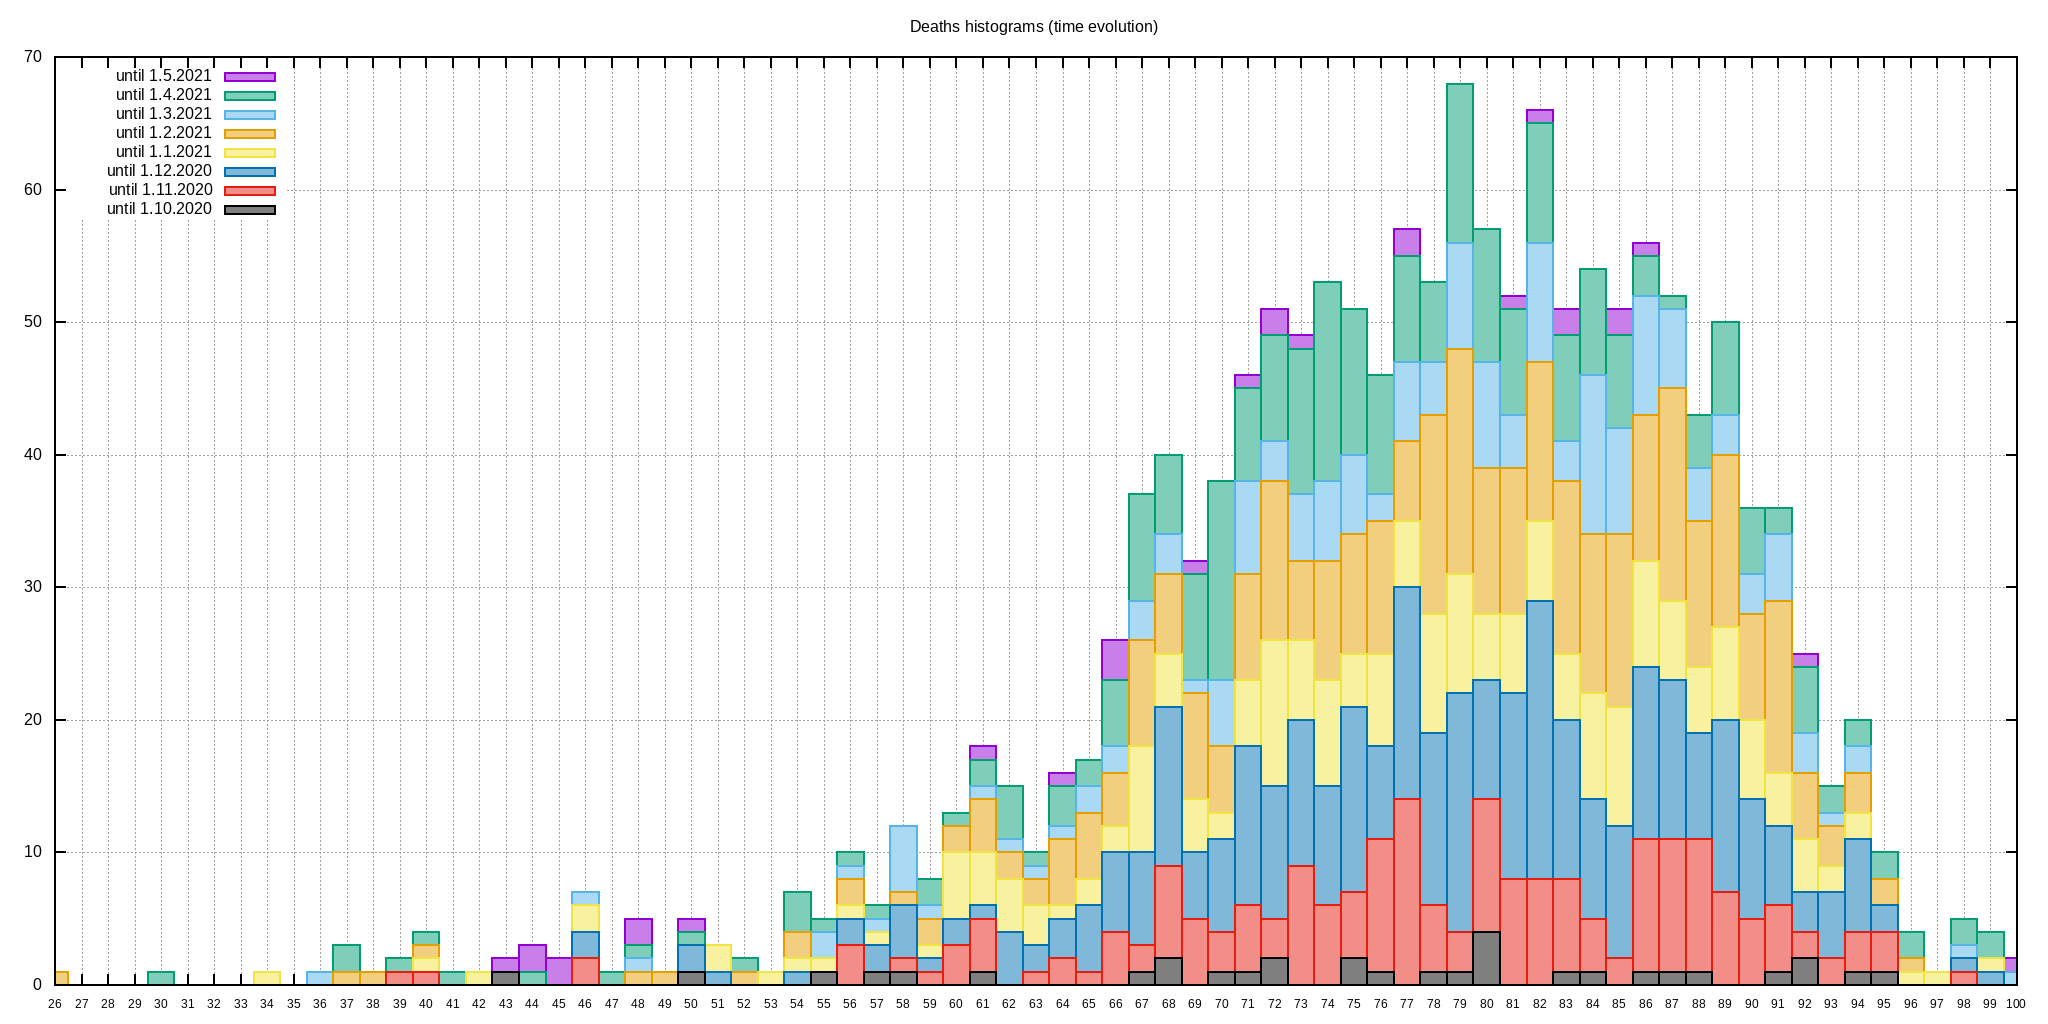 Deaths histograms (time evolution)
70
until 1.5.2021
until 1.4.2021
until 1.3.2021
until 1.2.2021
until 1.1.2021
until 1.12.2020
until 1.11.2020
until 1.10.2020
60
50
40
30
20
10
0
26 27 28 29 30 31 32 33 34 35 36 37 38 39 40 41 42 43 44 45 46 47 48 49 50 51 52 53 54 55 56 57 58 59 60 61 62 63 64 65 66 67 68 69 70 71 72 73 74 75 76 77 78 79 80 81 82 83 84 85 86 87 88 89 90 91 92 93 94 95 96 97 98 99 100